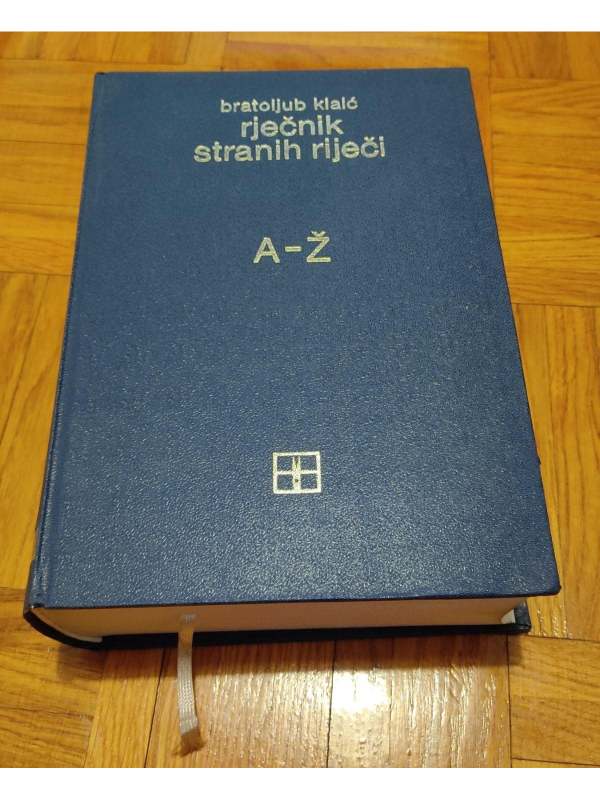 bratoljub klaić
rječnik
stranih riječi
A-Ž